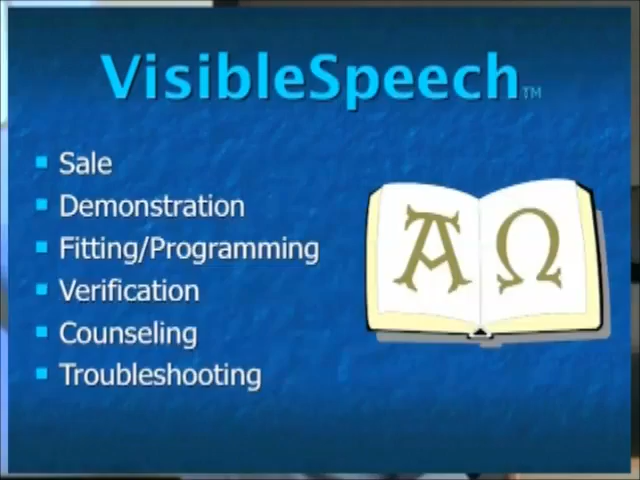 VisibleSpeech™
Sale
Demonstration
Fitting/Programming
Verification
Counseling
Troubleshooting
Α Ω